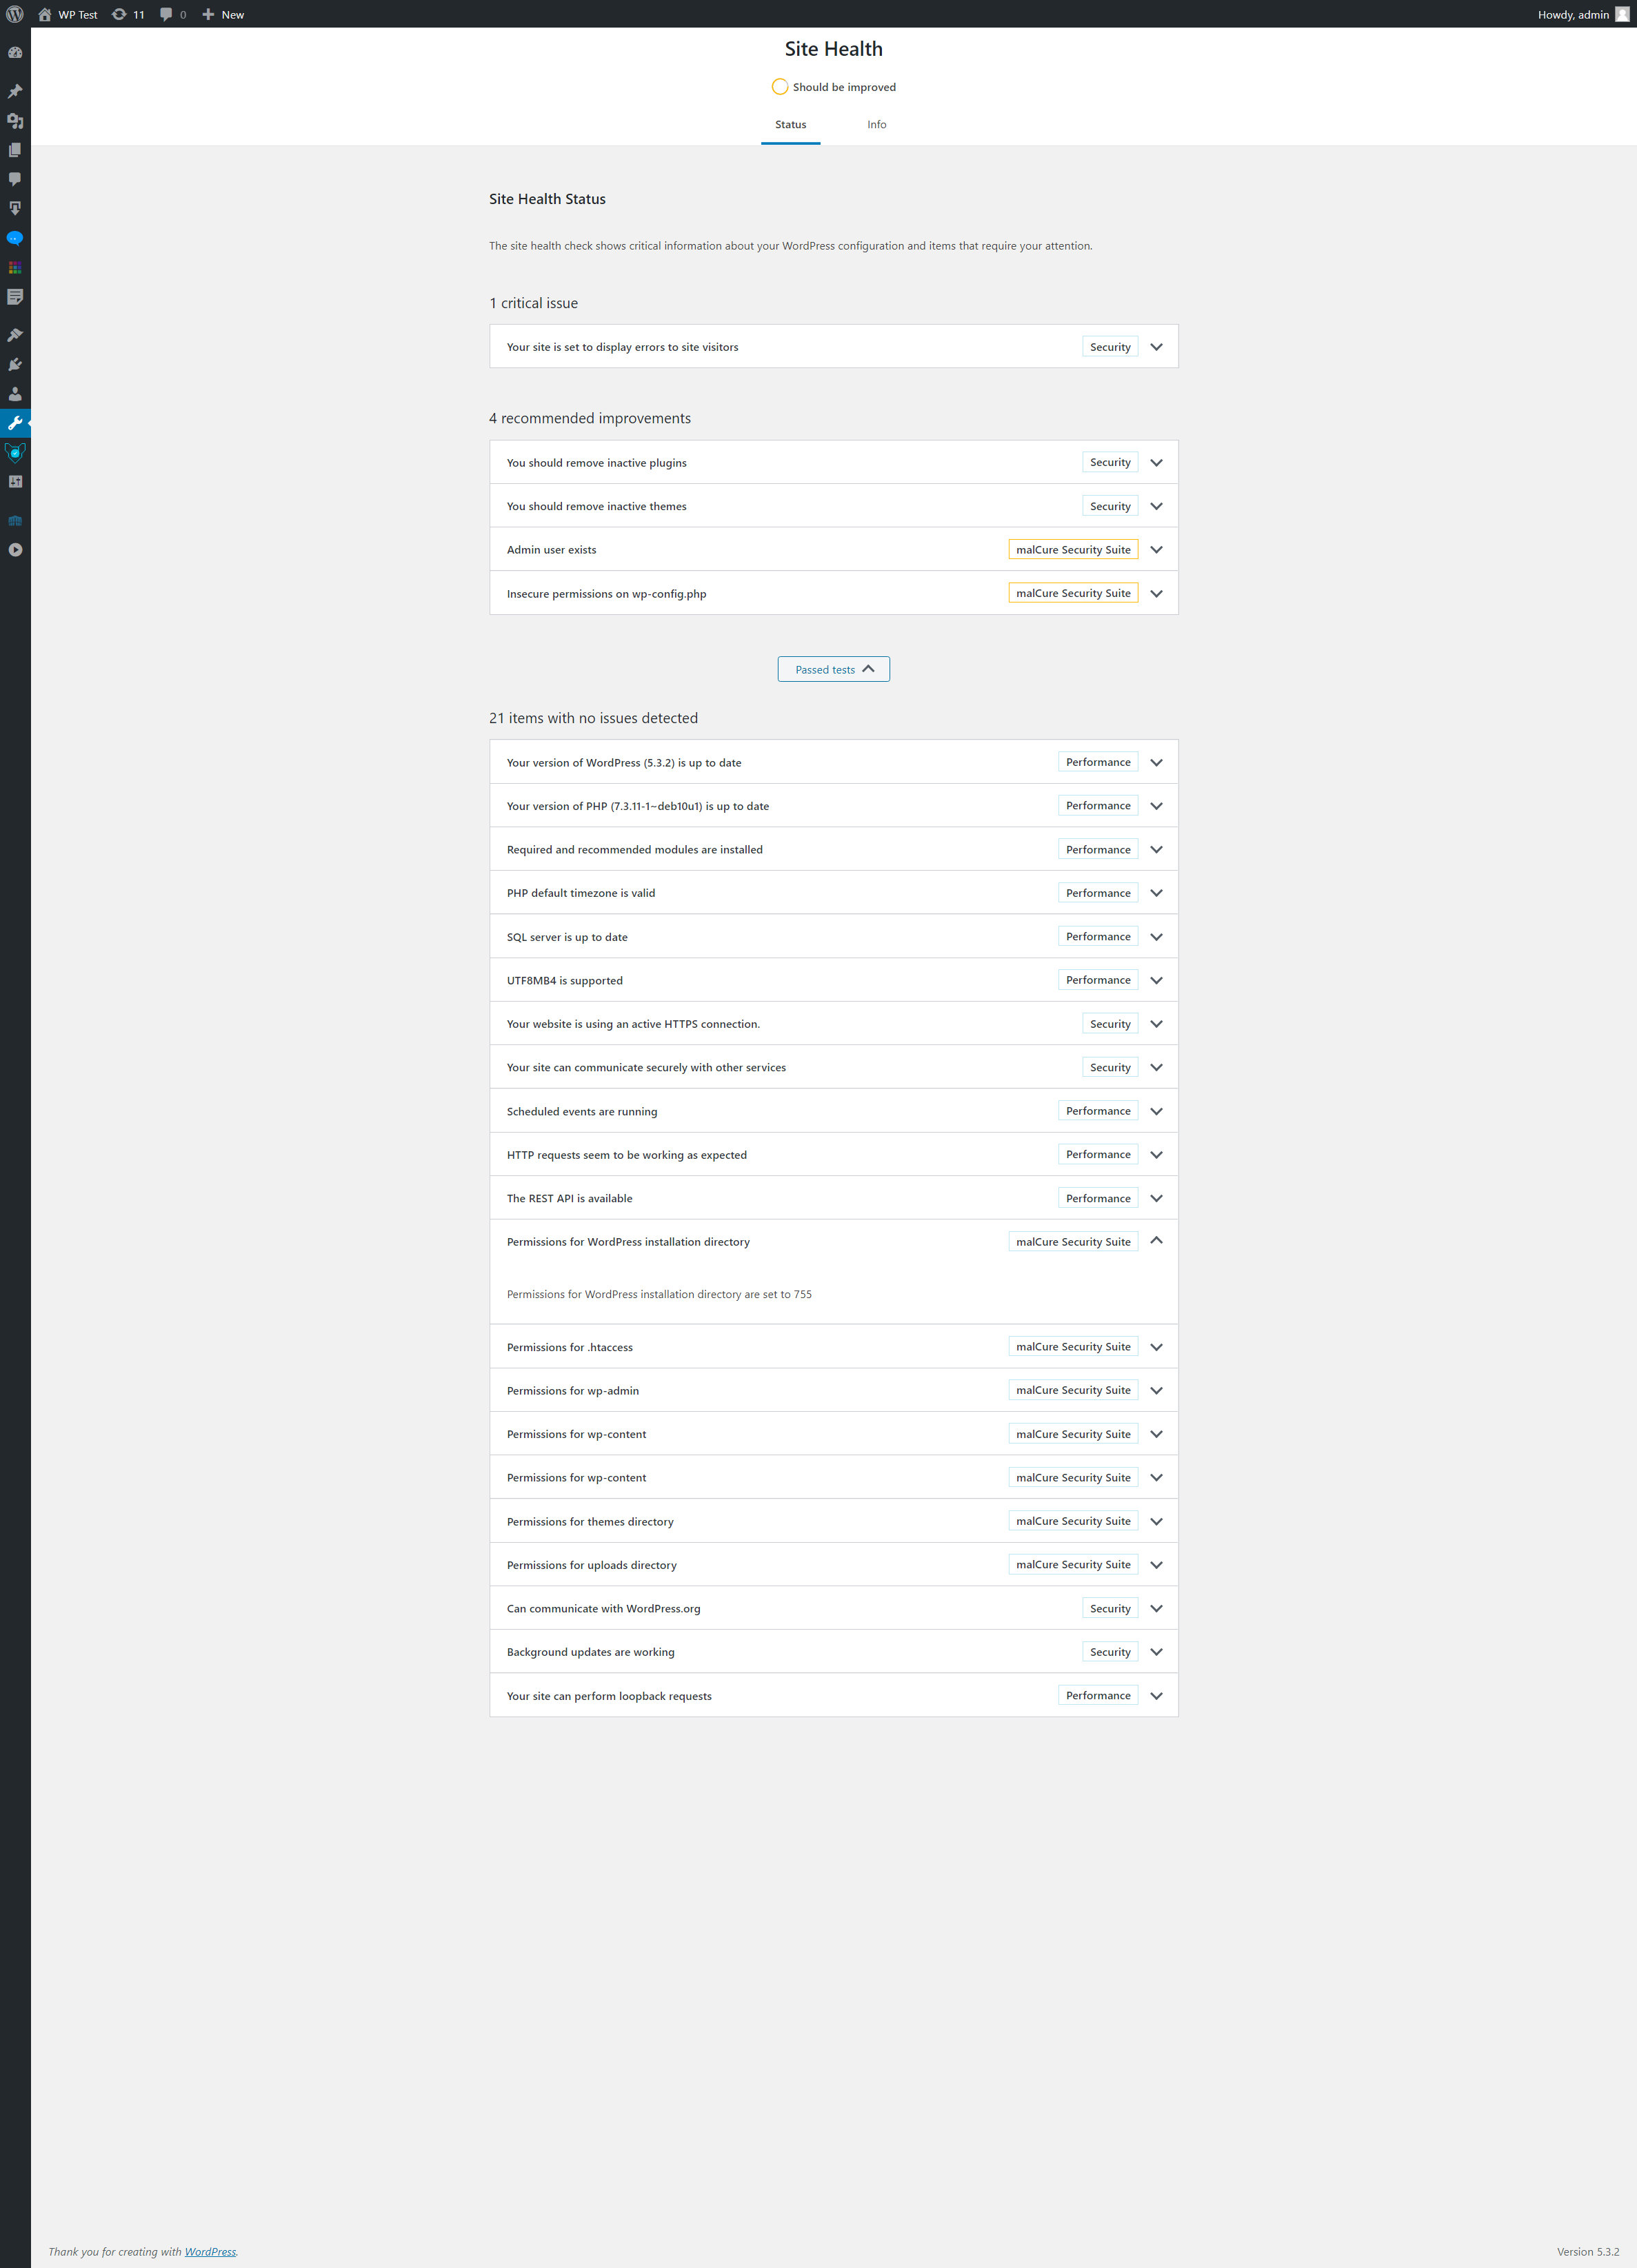 WP Test 11 0 New Howdy, admin
Site Health
Should be improved
Status Info
Site Health Status
The site health check shows critical information about your WordPress configuration and items that require your attention.
1 critical issue
Your site is set to display errors to site visitors Security
4 recommended improvements
You should remove inactive plugins Security
You should remove inactive themes Security
Admin user exists malCure Security Suite
Insecure permissions on wp-config.php malCure Security Suite
Passed tests
21 items with no issues detected
Your version of WordPress (5.3.2) is up to date Performance
Your version of PHP (7.3.11-1~deb10u1) is up to date Performance
Required and recommended modules are installed Performance
PHP default timezone is valid Performance
SQL server is up to date Performance
UTF8MB4 is supported Performance
Your website is using an active HTTPS connection. Security
Your site can communicate securely with other services Security
Scheduled events are running Performance
HTTP requests seem to be working as expected Performance
The REST API is available Performance
Permissions for WordPress installation directory malCure Security Suite
Permissions for WordPress installation directory are set to 755
Permissions for .htaccess malCure Security Suite
Permissions for wp-admin malCure Security Suite
Permissions for wp-content malCure Security Suite
Permissions for wp-content malCure Security Suite
Permissions for themes directory malCure Security Suite
Permissions for uploads directory malCure Security Suite
Can communicate with WordPress.org Security
Background updates are working Security
Your site can perform loopback requests Performance
Thank you for creating with WordPress. Version 5.3.2